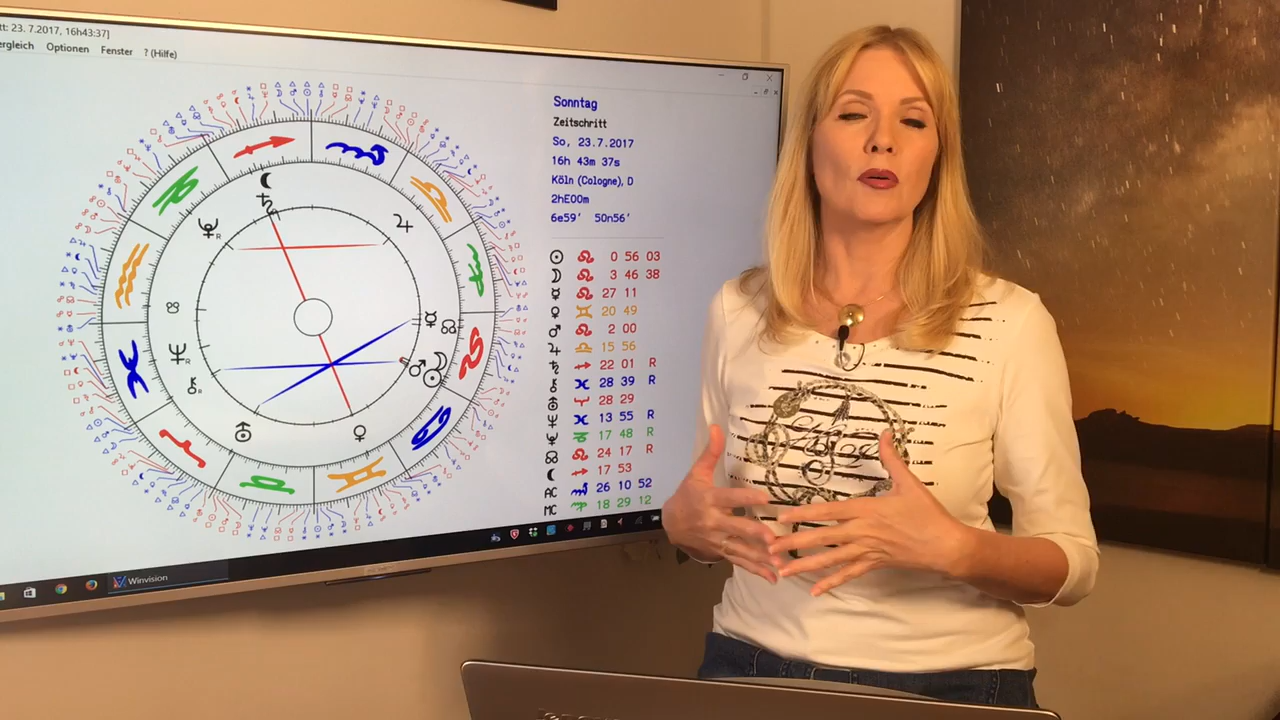 tt: 23.7.2017, 16h43:37]
ergleich Optionen Fenster ? (Hilfe)
Sonntag
Zeitschritt
So, 23.7.2017
16h 43m 37s
Köln (Cologne), D
2hE00m
6e59' 50n56'
☉ ♌ 0 56 03
☽ ♌ 3 46 38
☿ ♌ 27 11
♀ ♊ 20 49
♂ ♌ 2 00
♃ ♎ 15 56
♄ ♐ 22 01 R
⚷ ♓ 28 39 R
⛢ ♈ 28 29
♆ ♓ 13 55 R
♇ ♑ 17 48 R
☊ ♌ 24 17 R
⚸ ♐ 17 53
AC ♏ 26 10 52
MC ♍ 18 29 12
Winvision